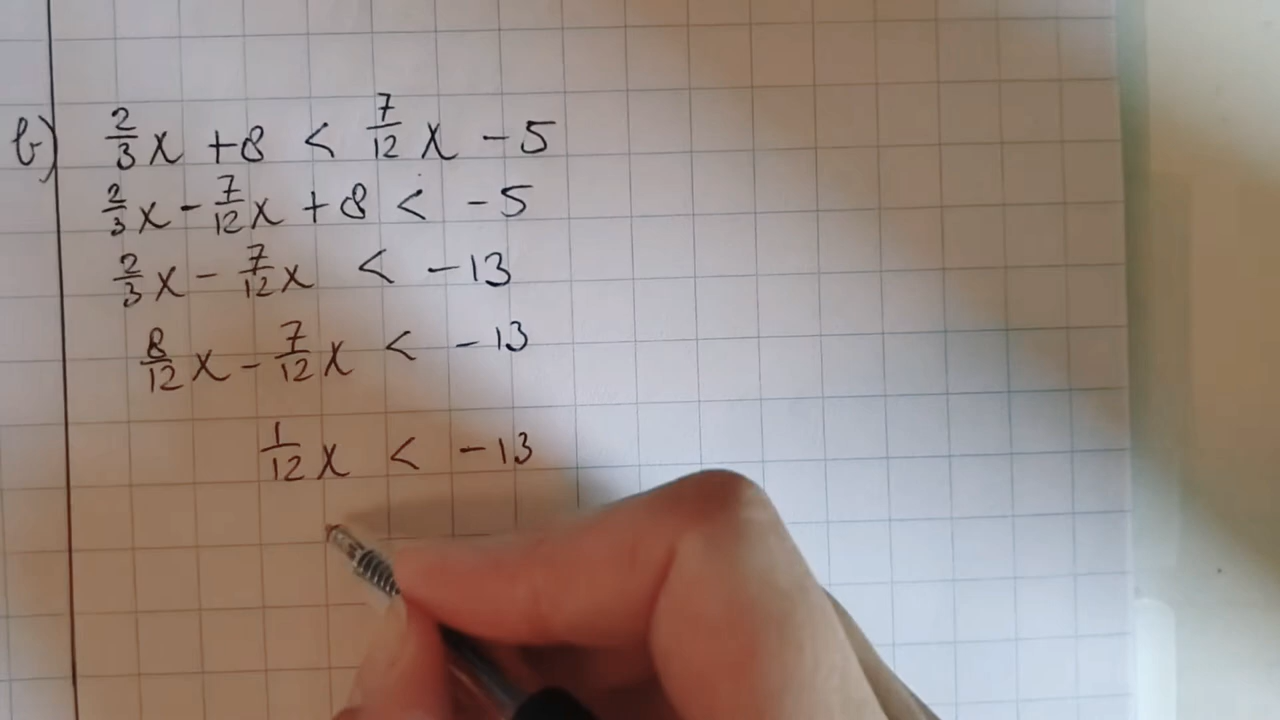 b) 2/3 x + 8 < 7/12 x - 5
2/3 x - 7/12 x + 8 < -5
2/3 x - 7/12 x < -13
8/12 x - 7/12 x < -13
1/12 x < -13